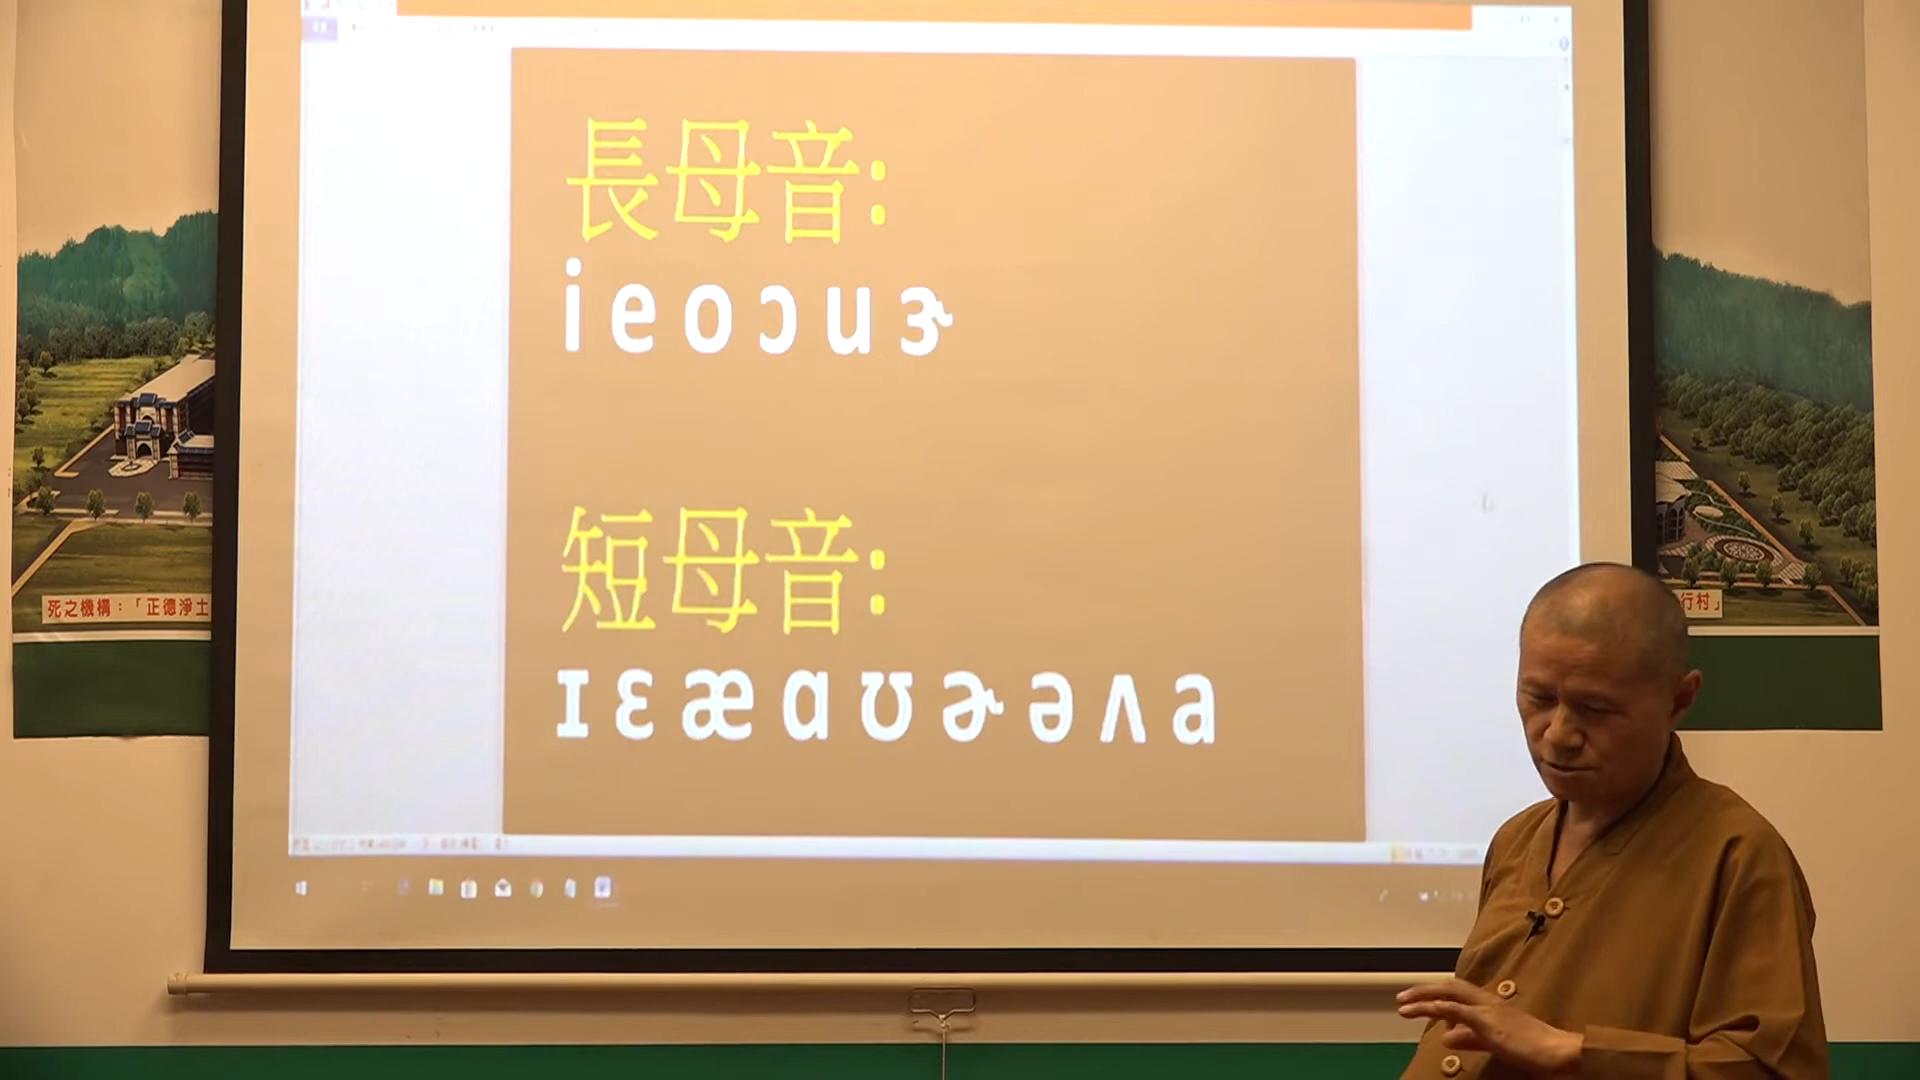 長母音:
i e o ɔ u ɝ
短母音:
ɪ ɛ æ ɑ ʊ ɚ ə ʌ a
死之機構:「正德淨土
行村」